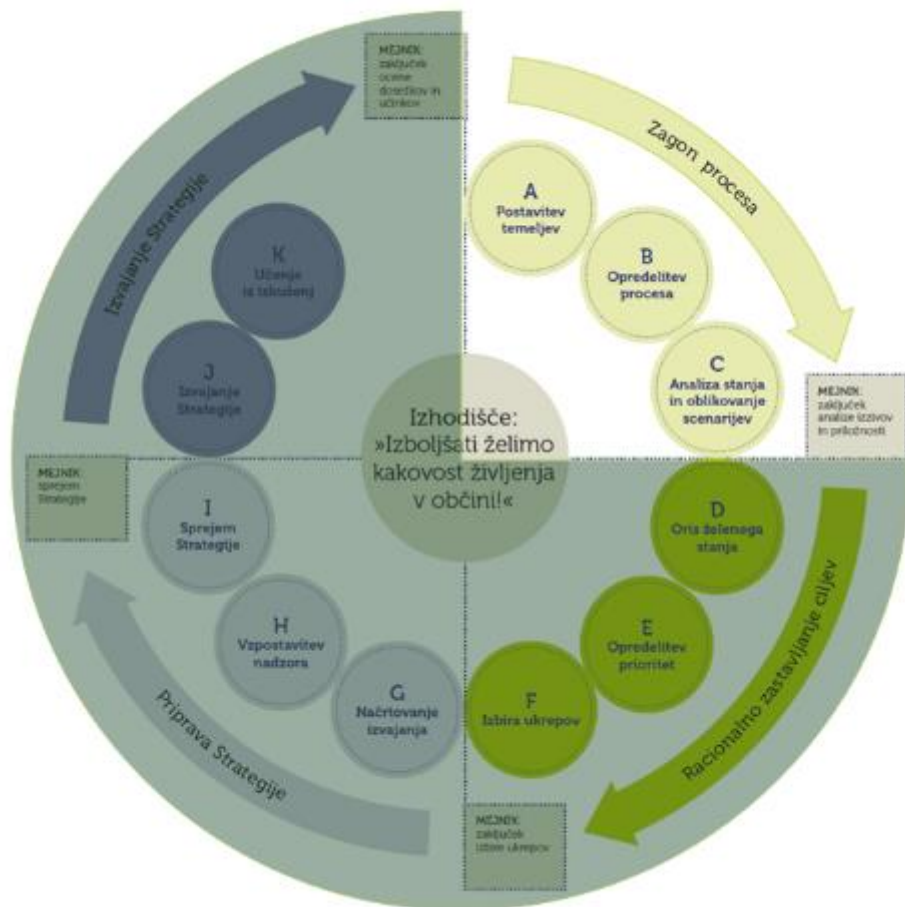 MEJNIK:
zaključek
ocene
dosežkov in
učinkov
Zagon procesa
A
Postavitev
temeljev
B
Opredelitev
procesa
C
Analiza stanja
in oblikovanje
scenarijev
MEJNIK:
zaključek
analize izzivov
in priložnosti
D
Oris želenega
stanja
E
Opredelitev
prioritet
F
Izbira ukrepov
Racionalno zastavljanje ciljev
MEJNIK:
zaključek
izbire ukrepov
G
Načrtovanje
izvajanja
H
Vzpostavitev
nadzora
I
Sprejem
Strategije
Priprava Strategije
MEJNIK:
sprejem
Strategije
J
Izvajanje
Strategije
K
Učenje
iz izkušenj
Izvajanje Strategije
Izhodišče:
»Izboljšati želimo
kakovost življenja
v občini!«